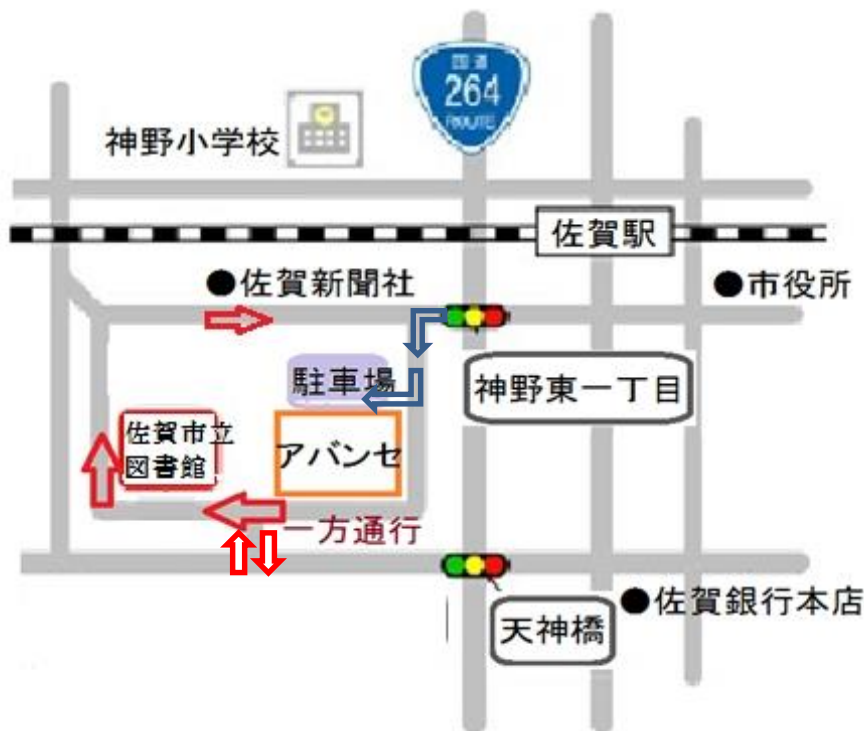 国道
264
ROUTE
神野小学校
佐賀駅
●佐賀新聞社
●市役所
駐車場
神野東一丁目
佐賀市立
図書館
アバンセ
一方通行
●佐賀銀行本店
天神橋